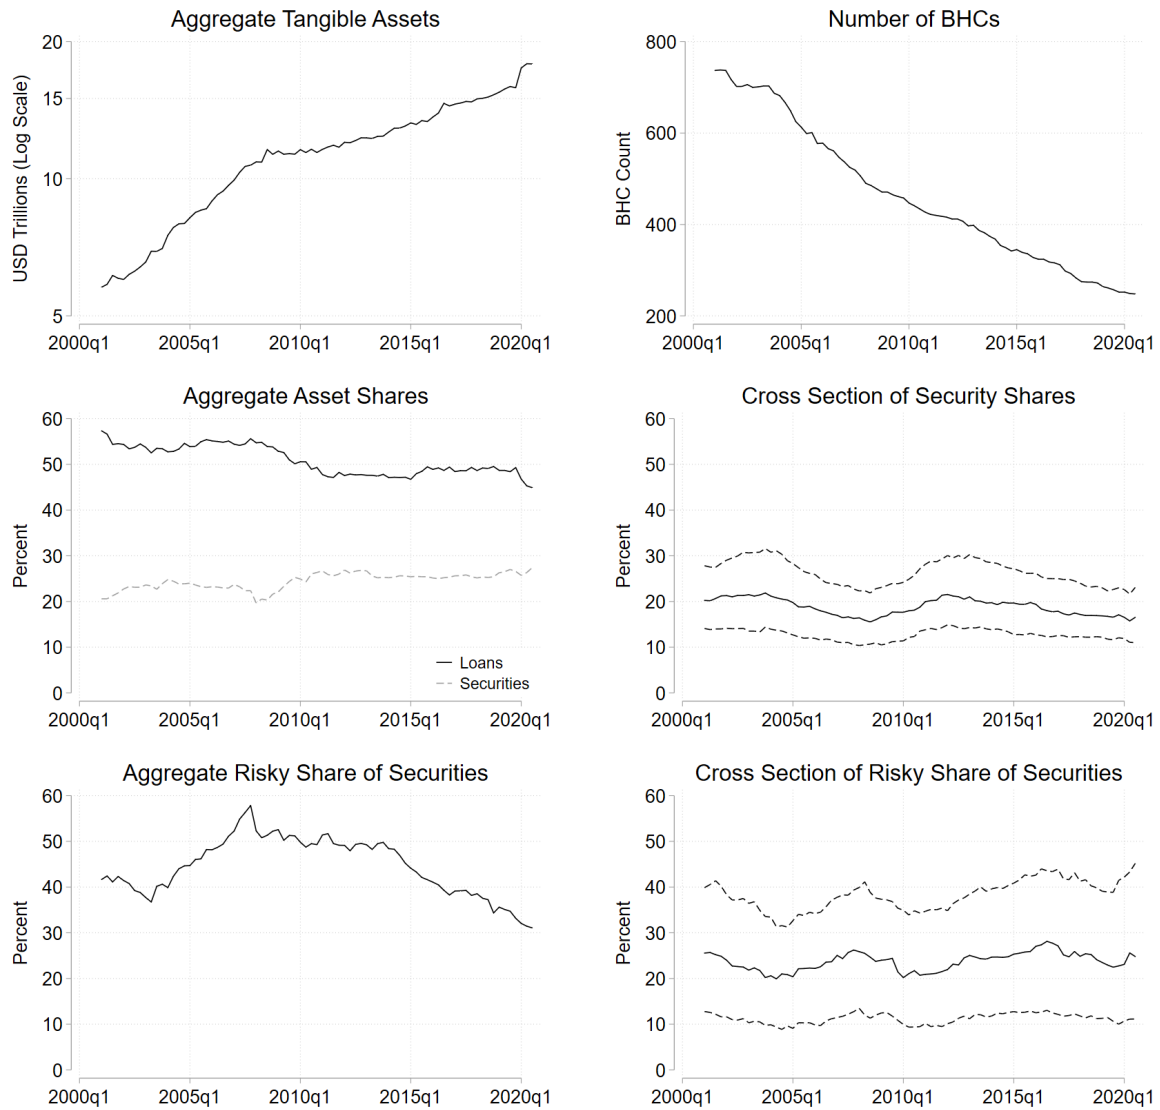 Aggregate Tangible Assets
USD Trillions (Log Scale)
20
15
10
5
2000q1 2005q1 2010q1 2015q1 2020q1
Number of BHCs
BHC Count
800
600
400
200
2000q1 2005q1 2010q1 2015q1 2020q1
Aggregate Asset Shares
Percent
60
50
40
30
20
10
0
Loans
Securities
2000q1 2005q1 2010q1 2015q1 2020q1
Cross Section of Security Shares
Percent
60
50
40
30
20
10
0
2000q1 2005q1 2010q1 2015q1 2020q1
Aggregate Risky Share of Securities
Percent
60
50
40
30
20
10
0
2000q1 2005q1 2010q1 2015q1 2020q1
Cross Section of Risky Share of Securities
Percent
60
50
40
30
20
10
0
2000q1 2005q1 2010q1 2015q1 2020q1